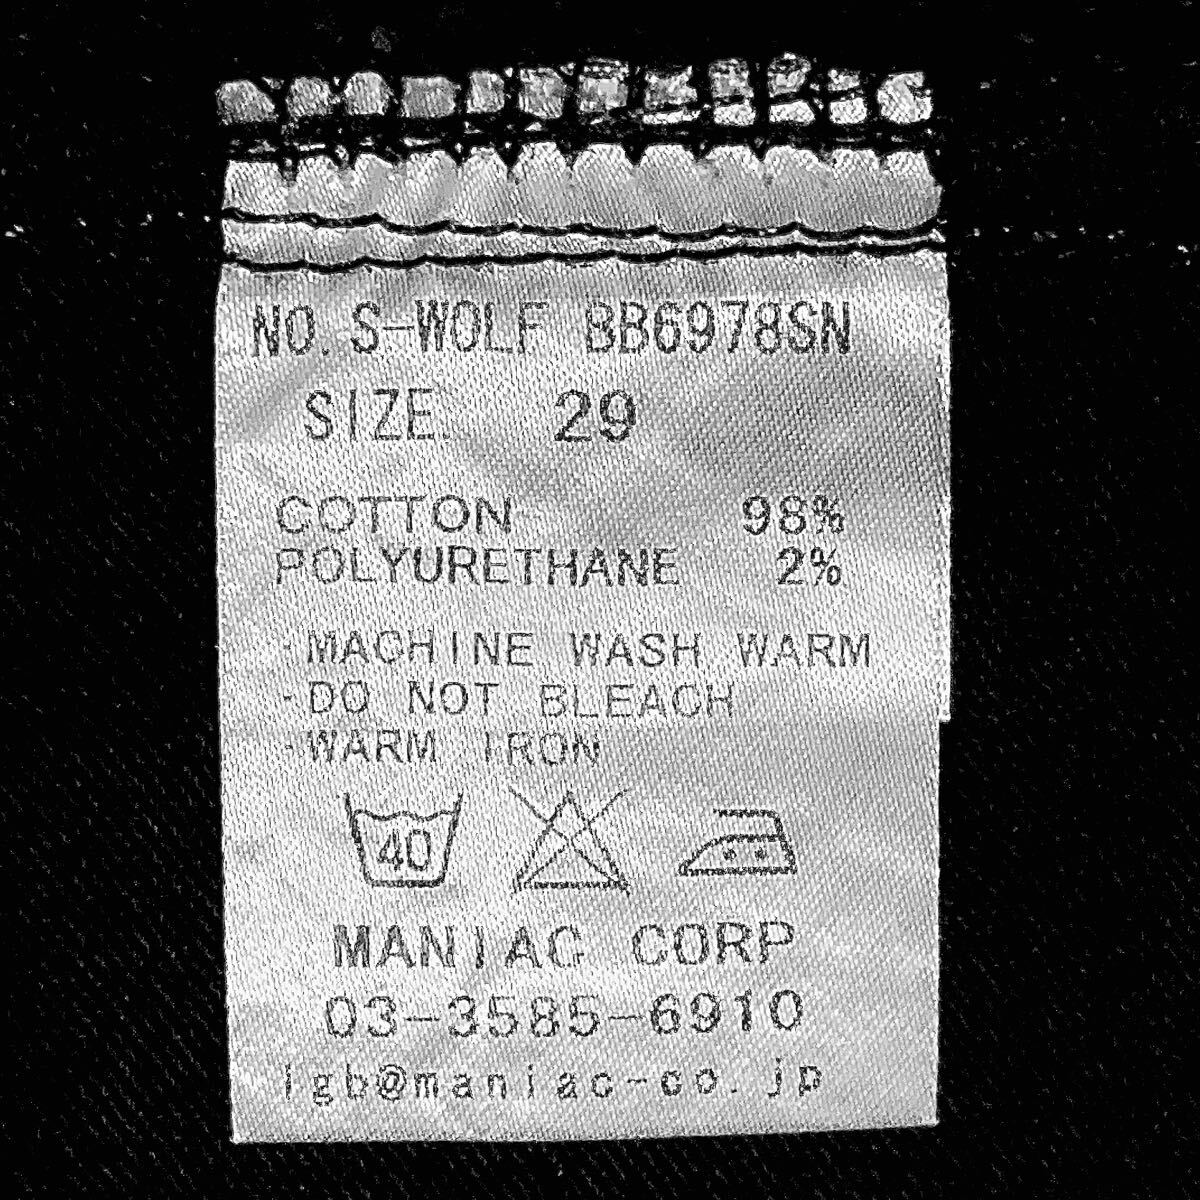 NO. S-WOLF BB6978SN
SIZE. 29
COTTON 98%
POLYURETHANE 2%
·MACHINE WASH WARM
·DO NOT BLEACH
·WARM IRON
40
MANIAC CORP
03-3585-6910
lgb@maniac-co.jp